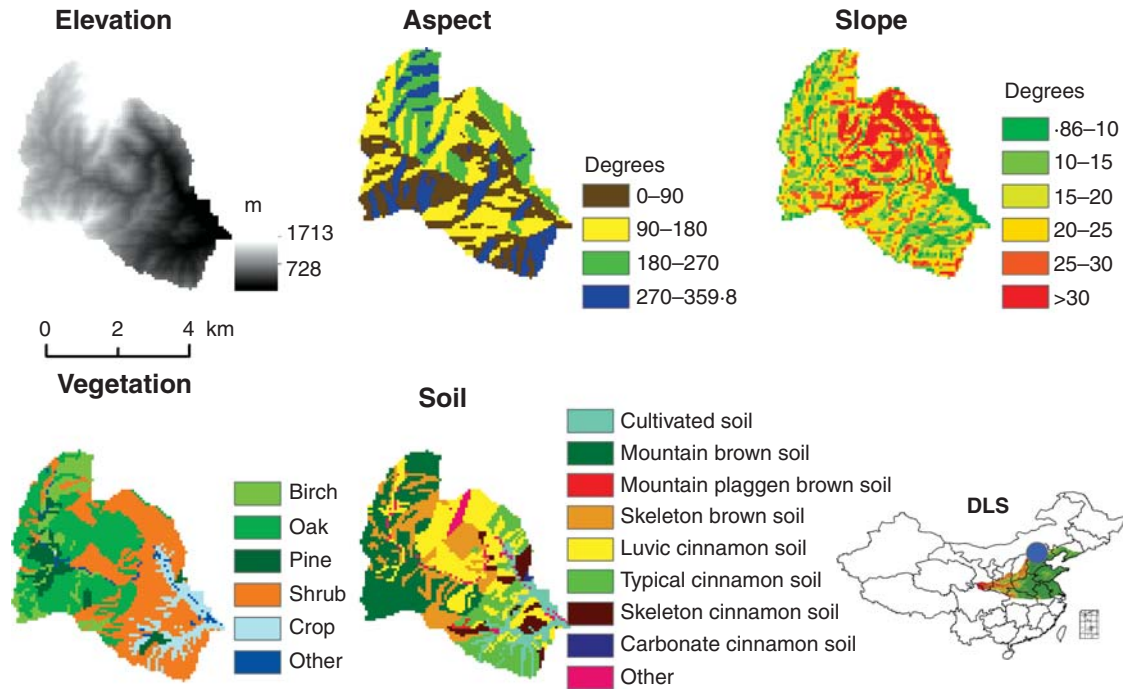 Elevation
Aspect
Slope
m
1713
728
0 2 4 km
Degrees
0–90
90–180
180–270
270–359·8
Degrees
·86–10
10–15
15–20
20–25
25–30
>30
Vegetation
Birch
Oak
Pine
Shrub
Crop
Other
Soil
Cultivated soil
Mountain brown soil
Mountain plaggen brown soil
Skeleton brown soil
Luvic cinnamon soil
Typical cinnamon soil
Skeleton cinnamon soil
Carbonate cinnamon soil
Other
DLS